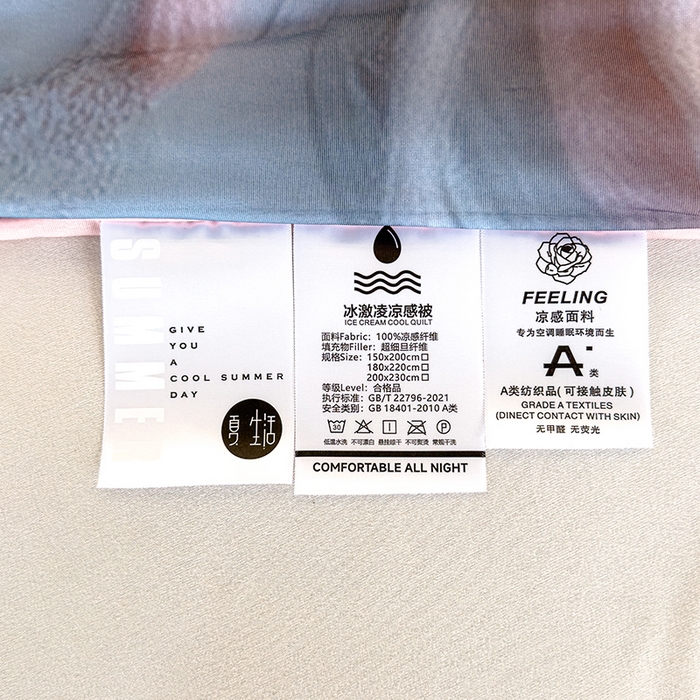 SUMMER
GIVE
YOU
A
COOL SUMMER
DAY
夏生活
冰激凌凉感被
ICE CREAM COOL QUILT
面料Fabric: 100%凉感纤维
填充物Filler: 超细旦纤维
规格Size: 150x200cm□
180x220cm□
200x230cm□
等级Level: 合格品
执行标准: GB/T 22796-2021
安全类别: GB 18401-2010 A类
30
P
低温水洗 不可漂白 悬挂晾干 不可熨烫 常规干洗
COMFORTABLE ALL NIGHT
FEELING
凉感面料
专为空调睡眠环境而生
A类
A类纺织品(可接触皮肤)
GRADE A TEXTILES
(DIRECT CONTACT WITH SKIN)
无甲醛 无荧光